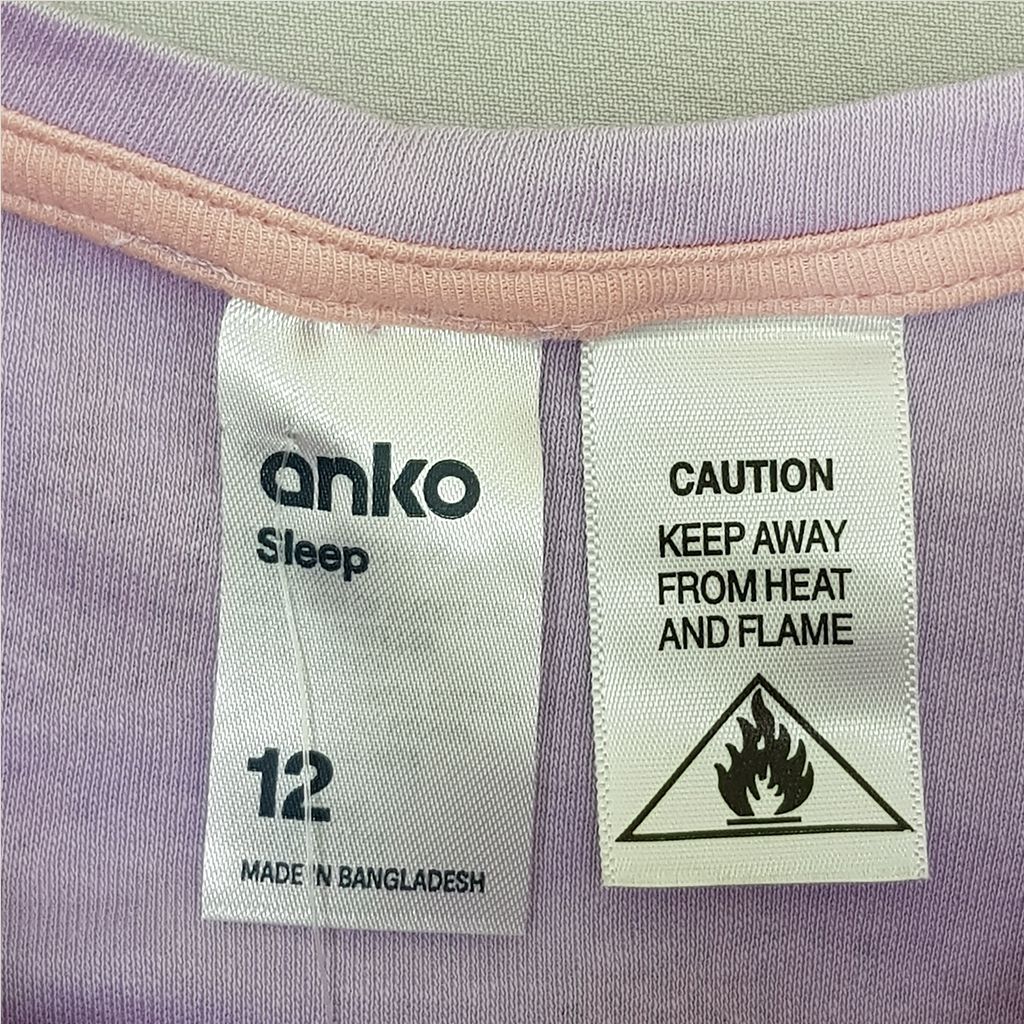 anko
Sleep
12
MADE IN BANGLADESH
CAUTION
KEEP AWAY
FROM HEAT
AND FLAME